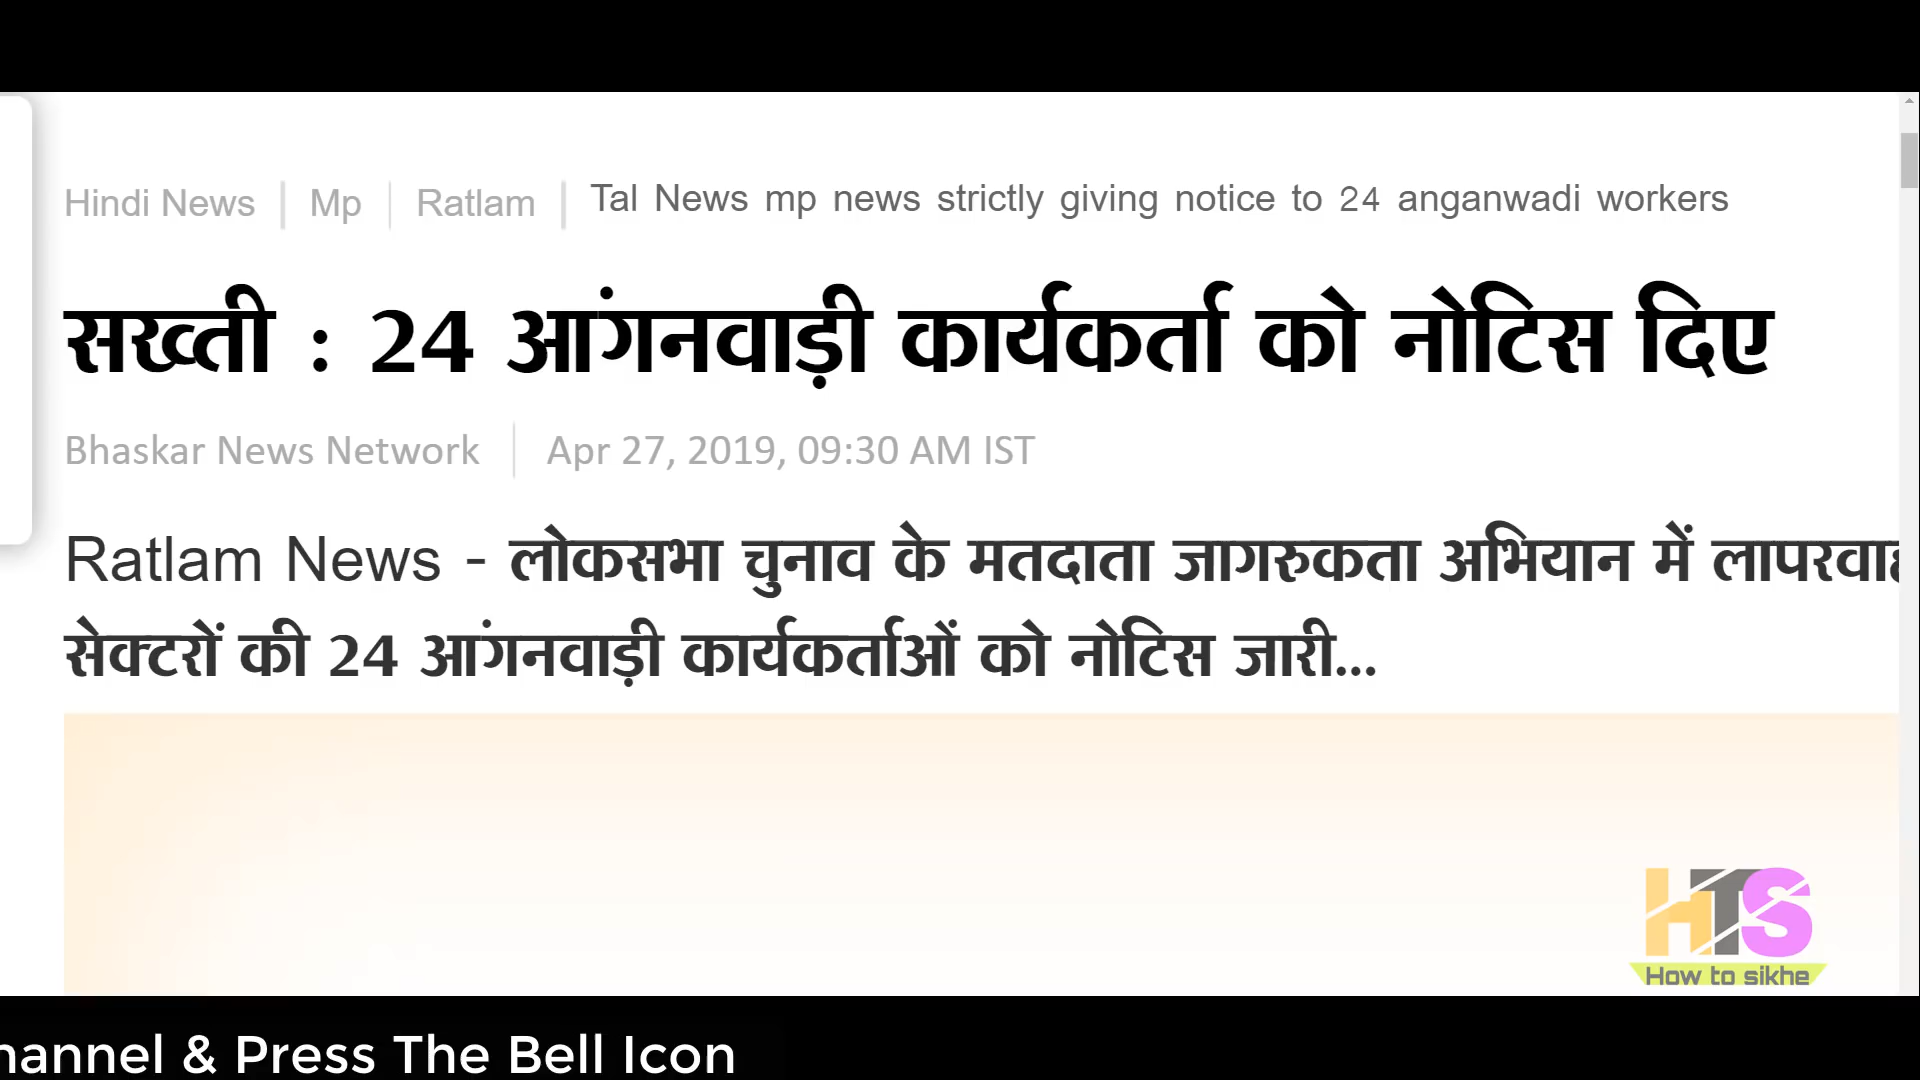 Hindi News | Mp | Ratlam | Tal News mp news strictly giving notice to 24 anganwadi workers
सख्ती : 24 आंगनवाड़ी कार्यकर्ता को नोटिस दिए
Bhaskar News Network | Apr 27, 2019, 09:30 AM IST
Ratlam News - लोकसभा चुनाव के मतदाता जागरुकता अभियान में
सेक्टरों की 24 आंगनवाड़ी कार्यकर्ताओं को नोटिस जारी...
HTS
How to sikhe
& Press The Bell Icon